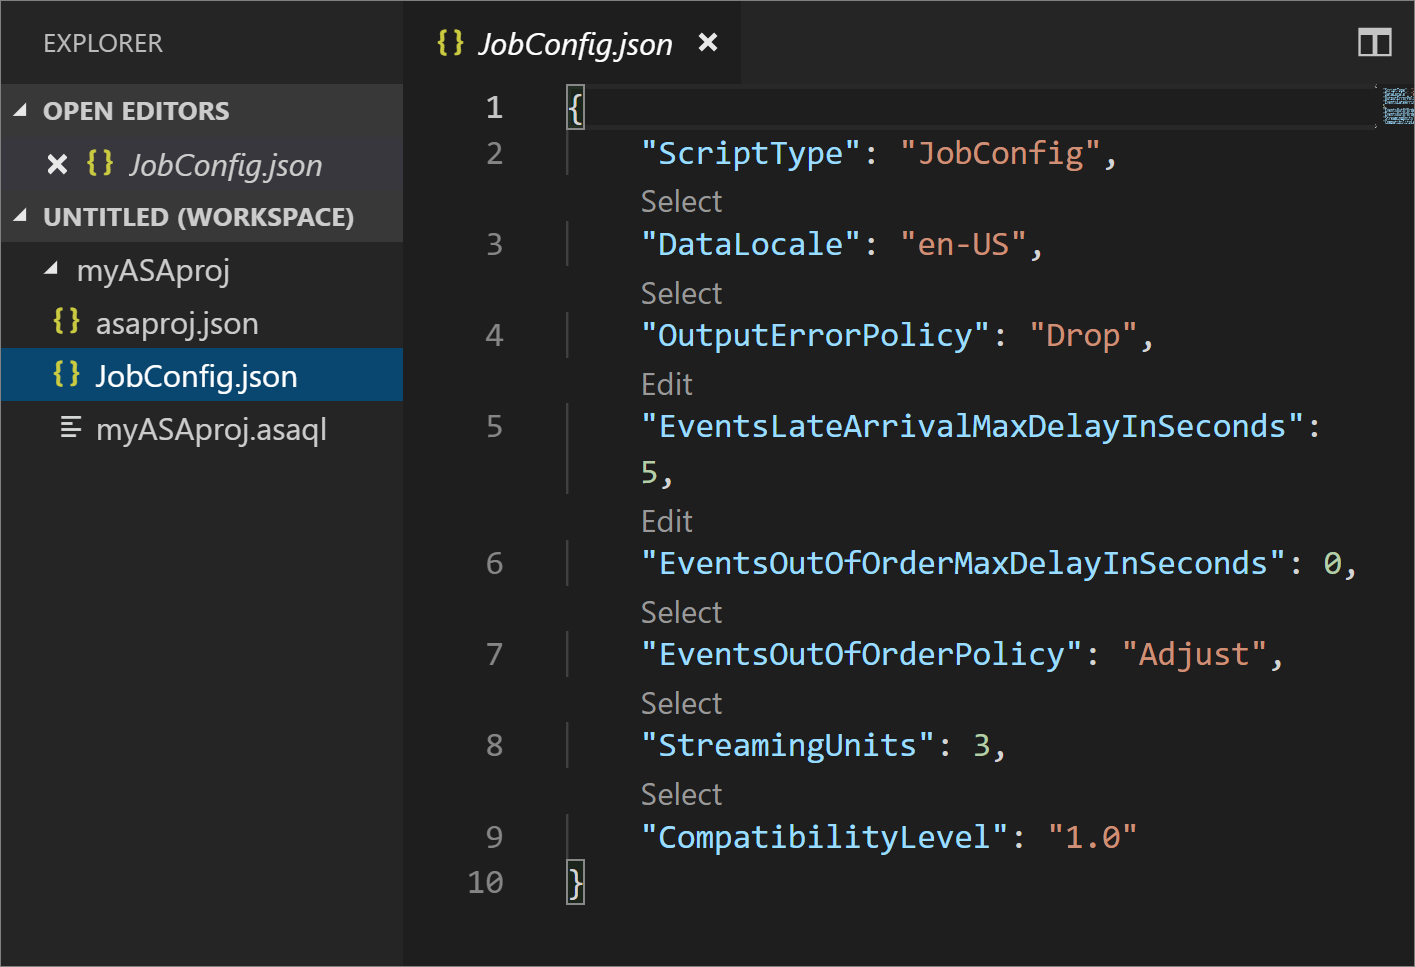 EXPLORER
OPEN EDITORS
JobConfig.json
UNTITLED (WORKSPACE)
myASAproj
asaproj.json
JobConfig.json
myASAproj.asaql
JobConfig.json
1 {
2 "ScriptType": "JobConfig",
Select
3 "DataLocale": "en-US",
Select
4 "OutputErrorPolicy": "Drop",
Edit
5 "EventsLateArrivalMaxDelayInSeconds":
5,
Edit
6 "EventsOutOfOrderMaxDelayInSeconds": 0,
Select
7 "EventsOutOfOrderPolicy": "Adjust",
Select
8 "StreamingUnits": 3,
Select
9 "CompatibilityLevel": "1.0"
10 }